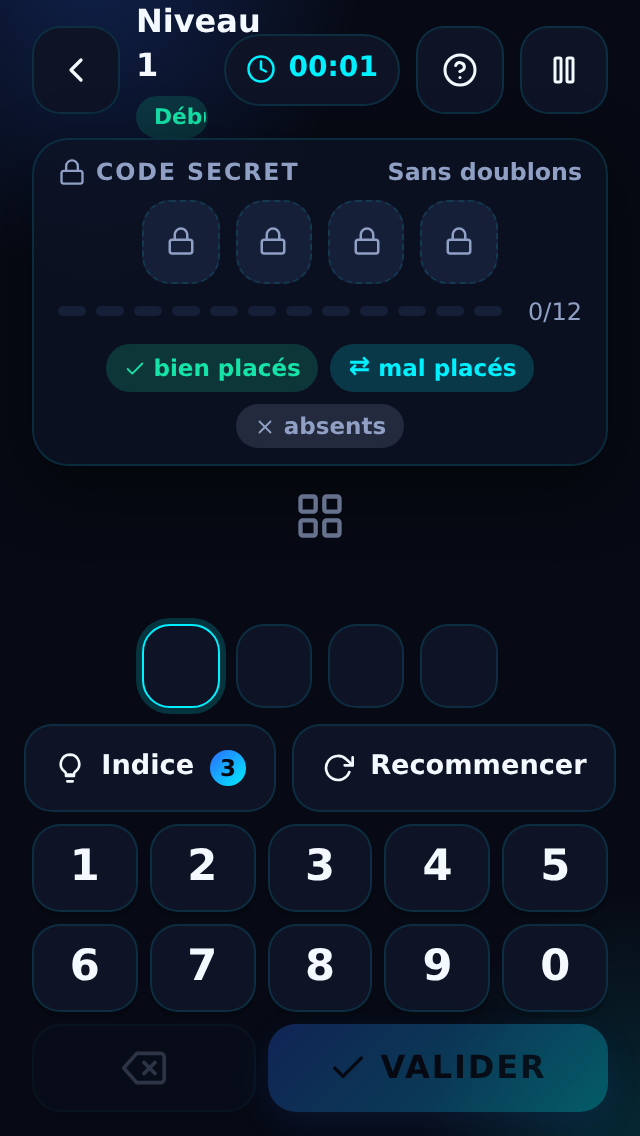 Niveau
1
00:01
CODE SECRET
Sans doublons
0/12
bien placés
mal placés
absents
Indice 3
Recommencer
1 2 3 4 5
6 7 8 9 0
VALIDER